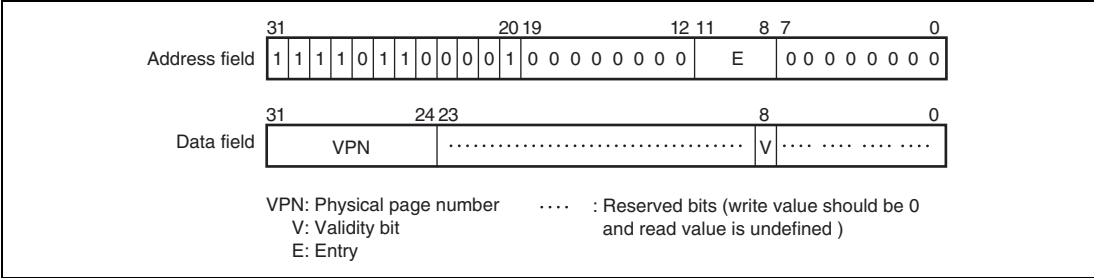 31 20 19 12 11 8 7 0
Address field 1 1 1 1 0 1 1 0 0 0 0 1 0 0 0 0 0 0 0 0 E 0 0 0 0 0 0 0 0
31 24 23 8 0
Data field VPN ................................... V .... .... .... ....
VPN: Physical page number .... : Reserved bits (write value should be 0
V: Validity bit and read value is undefined )
E: Entry